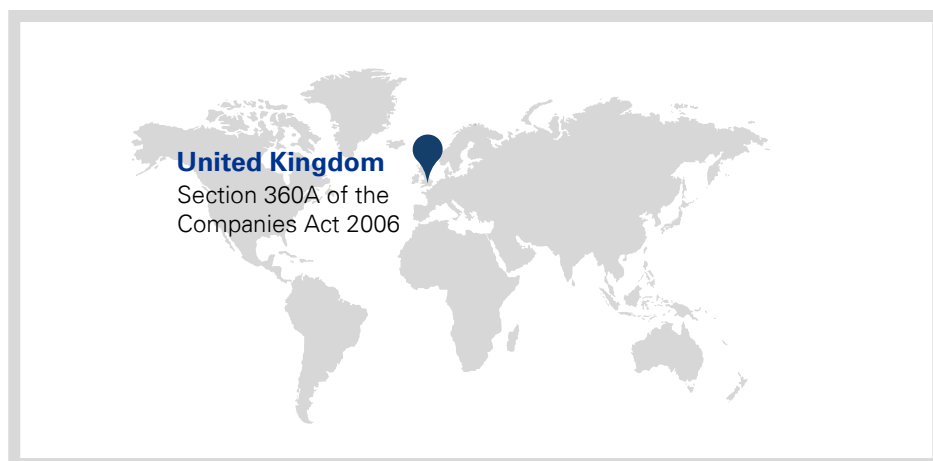 United Kingdom
Section 360A of the
Companies Act 2006